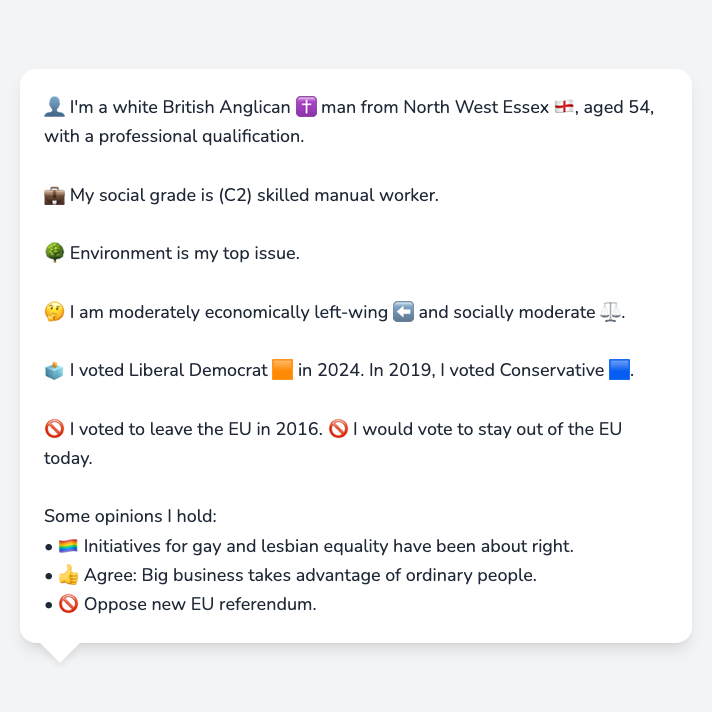 👤 I'm a white British Anglican ✝️ man from North West Essex 🏴󠁧󠁢󠁥󠁮󠁧󠁿, aged 54,
with a professional qualification.
💼 My social grade is (C2) skilled manual worker.
🌳 Environment is my top issue.
🤔 I am moderately economically left-wing ⬅️ and socially moderate ⚖️.
🗳️ I voted Liberal Democrat 🟧 in 2024. In 2019, I voted Conservative 🟦.
🚫 I voted to leave the EU in 2016. 🚫 I would vote to stay out of the EU
today.
Some opinions I hold:
• 🏳️‍🌈 Initiatives for gay and lesbian equality have been about right.
• 👍 Agree: Big business takes advantage of ordinary people.
• 🚫 Oppose new EU referendum.